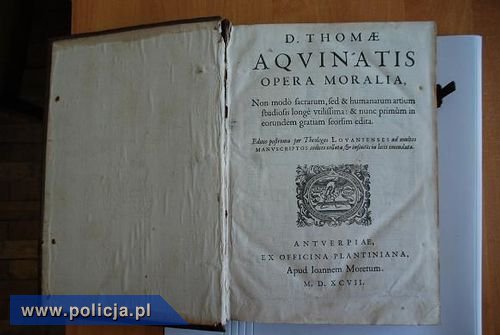 D. THOMÆ
AQVINATIS
OPERA MORALIA,
Non modò sacrarum, sed & humanarum artium
studiosis longè vtilissima: & nunc primùm in
eorundem gratiam seorsim edita.
Editio postrema per Theologos LOVANIENSES ad multos
MANVSCRIPTOS codices collata, & infinitis in locis emendata.
ANTVERPIAE,
EX OFFICINA PLANTINIANA,
Apud Ioannem Moretum.
M. D. XCVII.
www.policja.pl